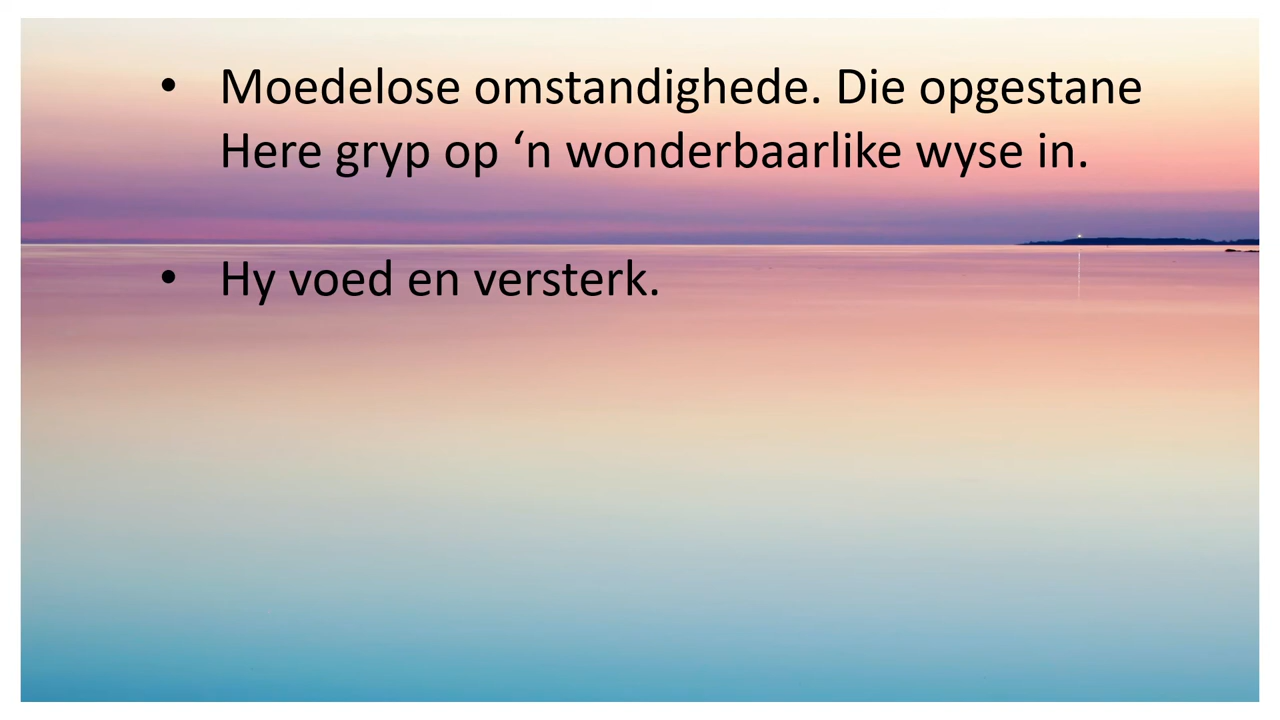 • Moedelose omstandighede. Die opgestane
Here gryp op ‘n wonderbaarlike wyse in.
• Hy voed en versterk.